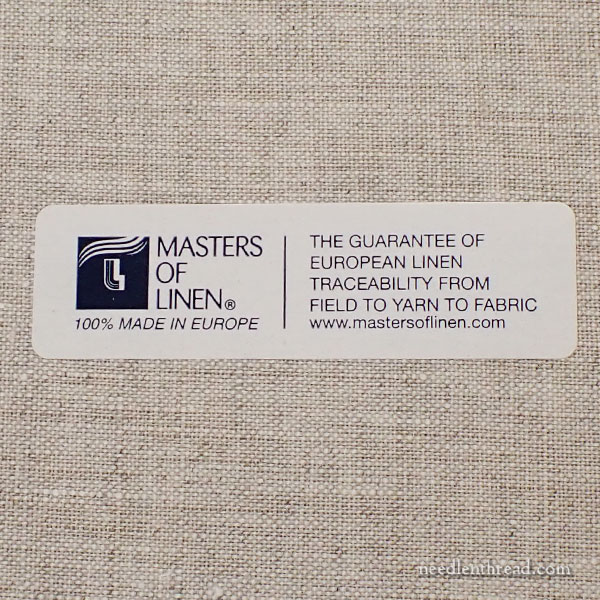 MASTERS
OF
LINEN®
100% MADE IN EUROPE
THE GUARANTEE OF
EUROPEAN LINEN
TRACEABILITY FROM
FIELD TO YARN TO FABRIC
www.mastersoflinen.com
needlenthread.com